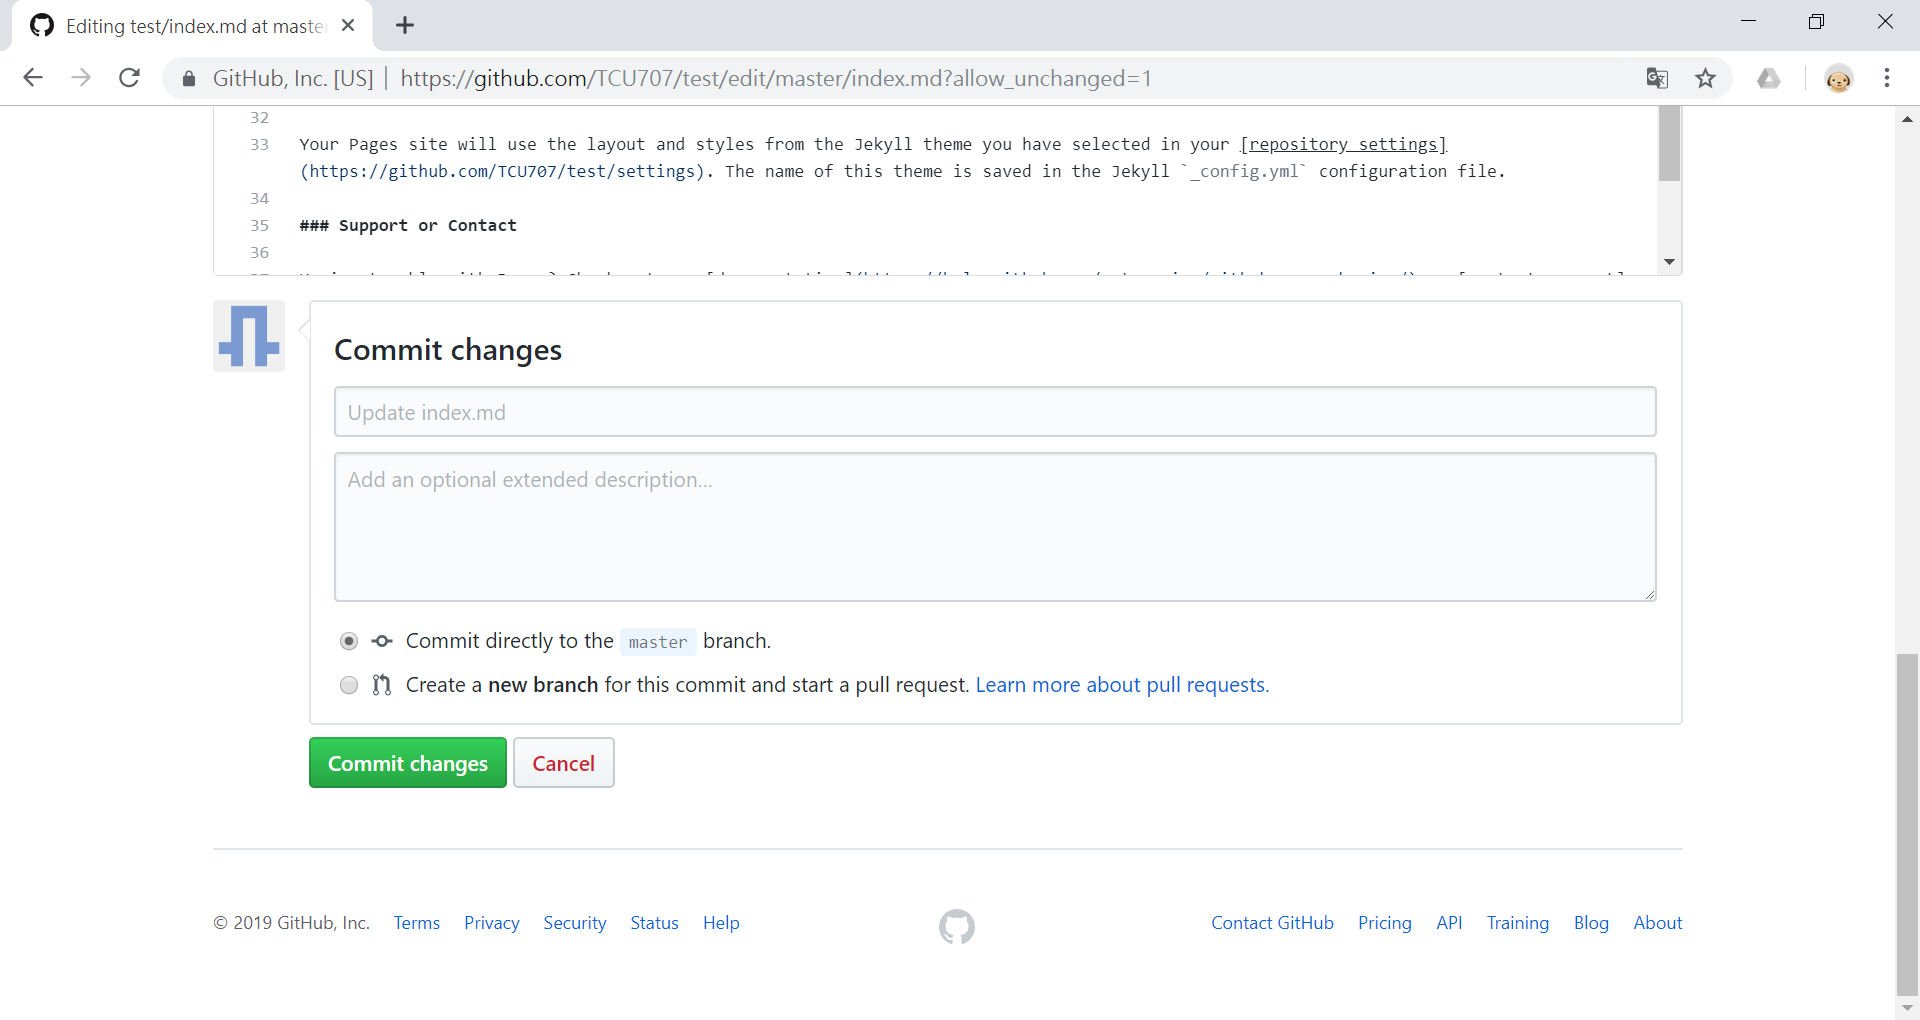 Editing test/index.md at maste
GitHub, Inc. [US] | https://github.com/TCU707/test/edit/master/index.md?allow_unchanged=1
32
33 Your Pages site will use the layout and styles from the Jekyll theme you have selected in your [repository settings]
(https://github.com/TCU707/test/settings). The name of this theme is saved in the Jekyll `_config.yml` configuration file.
34
35 ### Support or Contact
36
Commit changes
Update index.md
Add an optional extended description...
Commit directly to the master branch.
Create a new branch for this commit and start a pull request. Learn more about pull requests.
Commit changes Cancel
© 2019 GitHub, Inc. Terms Privacy Security Status Help Contact GitHub Pricing API Training Blog About